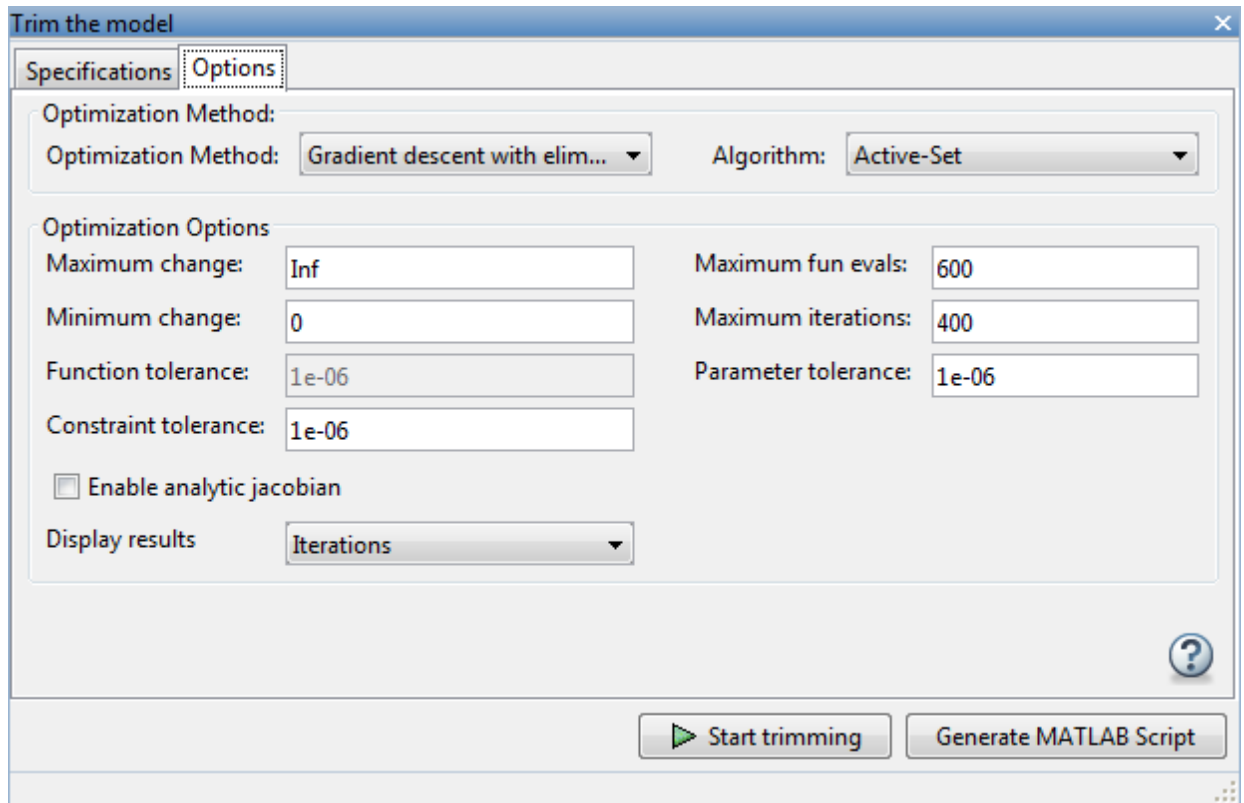 Trim the model
Specifications Options
Optimization Method:
Optimization Method: Gradient descent with elim... Algorithm: Active-Set
Optimization Options
Maximum change: Inf Maximum fun evals: 600
Minimum change: 0 Maximum iterations: 400
Function tolerance: 1e-06 Parameter tolerance: 1e-06
Constraint tolerance: 1e-06
Enable analytic jacobian
Display results Iterations
?
Start trimming Generate MATLAB Script